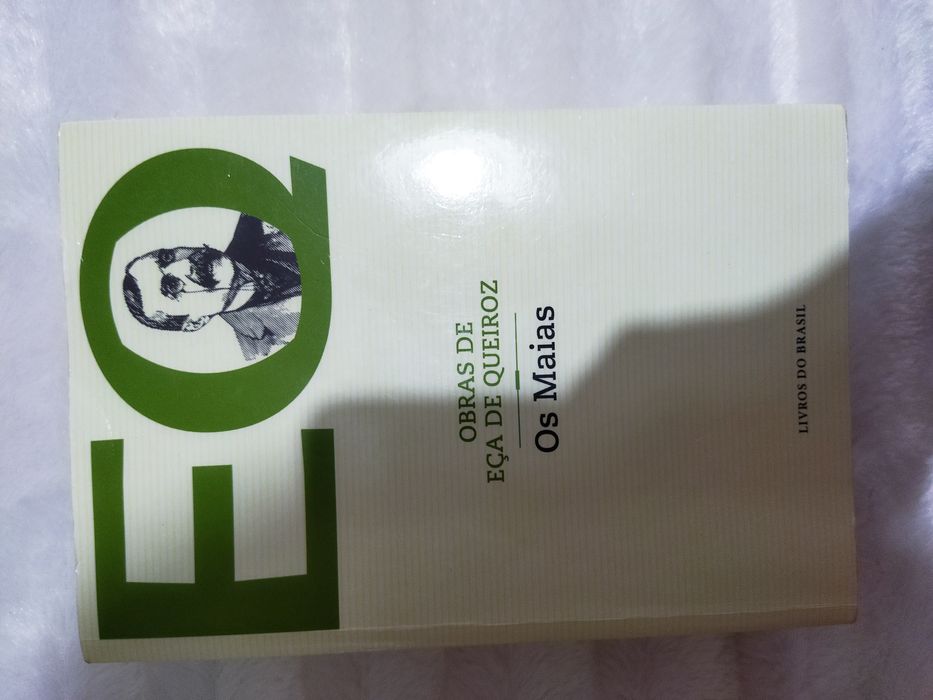 EQ
OBRAS DE
EÇA DE QUEIROZ
Os Maias
LIVROS DO BRASIL